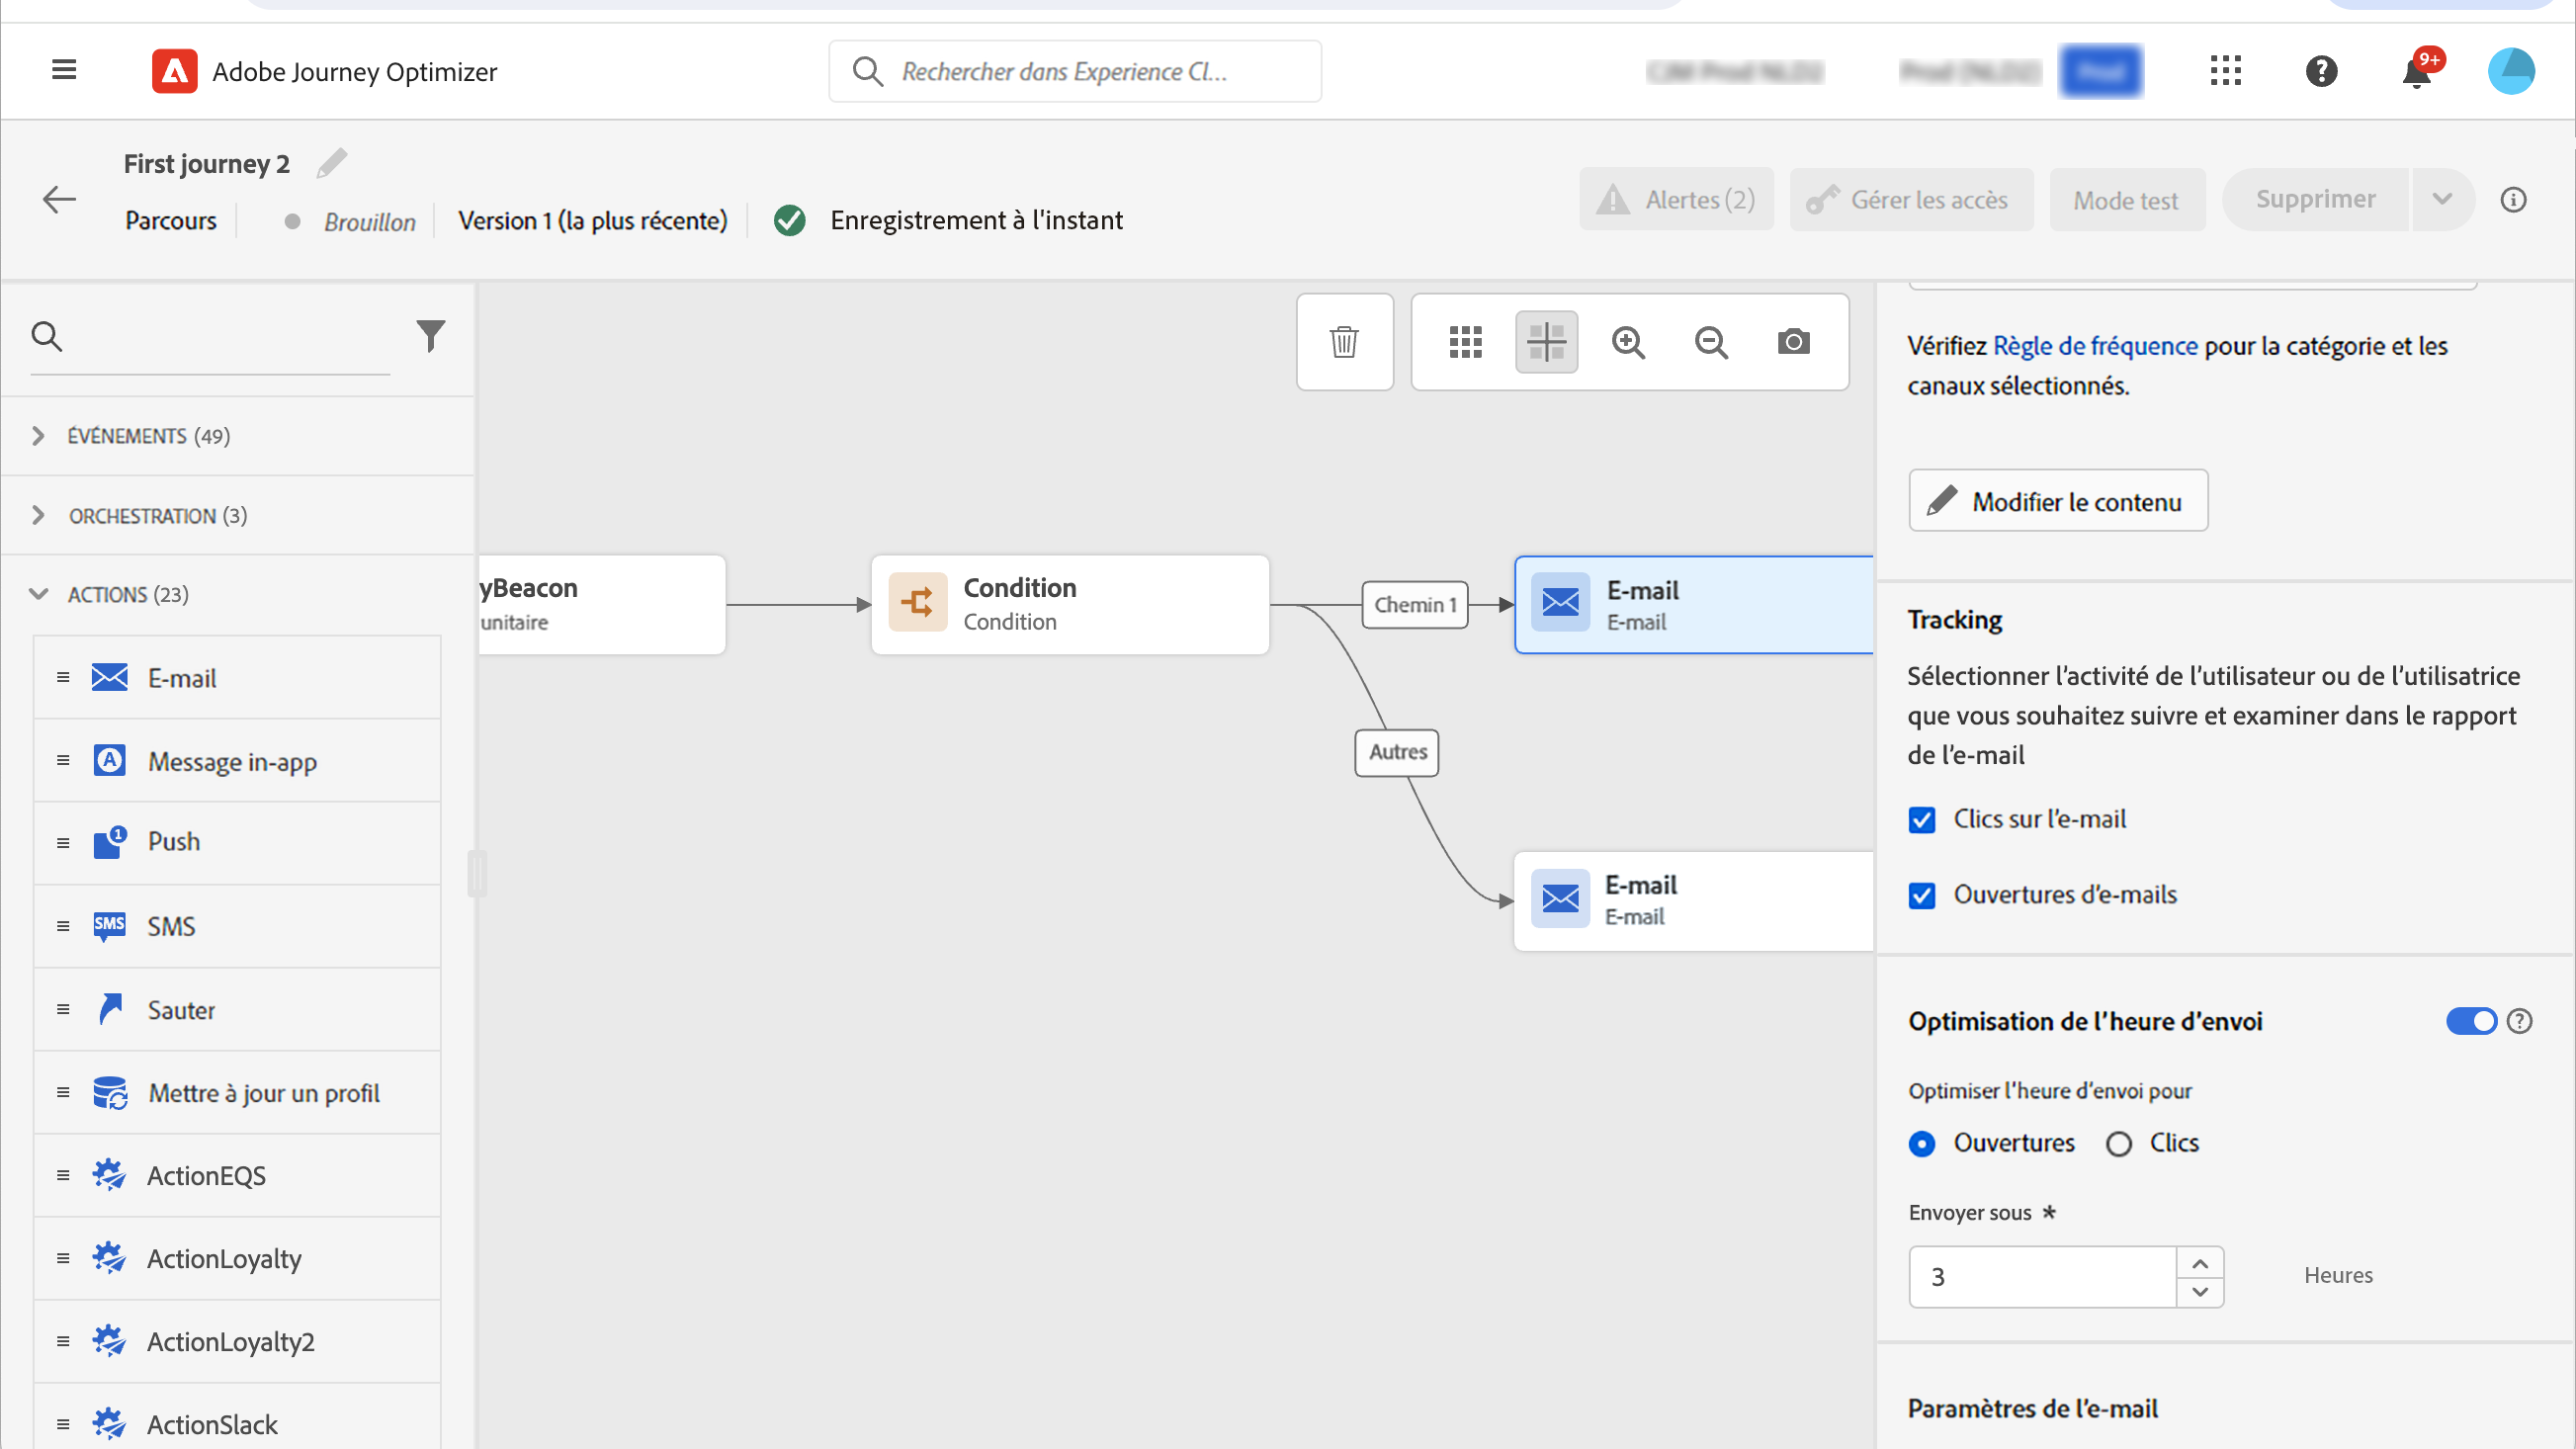 Adobe Journey Optimizer
Rechercher dans Experience Cl...
9+
First journey 2
Parcours
Brouillon
Version 1 (la plus récente)
Enregistrement à l'instant
Alertes (2)
Gérer les accès
Mode test
Supprimer
ÉVÉNEMENTS (49)
ORCHESTRATION (3)
ACTIONS (23)
E-mail
Message in-app
Push
SMS
SMS
Sauter
Mettre à jour un profil
ActionEQS
ActionLoyalty
ActionLoyalty2
ActionSlack
yBeacon
unitaire
Condition
Condition
Chemin 1
Autres
E-mail
E-mail
E-mail
E-mail
Vérifiez Règle de fréquence pour la catégorie et les
canaux sélectionnés.
Modifier le contenu
Tracking
Sélectionner l’activité de l’utilisateur ou de l’utilisatrice
que vous souhaitez suivre et examiner dans le rapport
de l’e-mail
Clics sur l’e-mail
Ouvertures d’e-mails
Optimisation de l’heure d’envoi
Optimiser l’heure d’envoi pour
Ouvertures
Clics
Envoyer sous *
3
Heures
Paramètres de l’e-mail